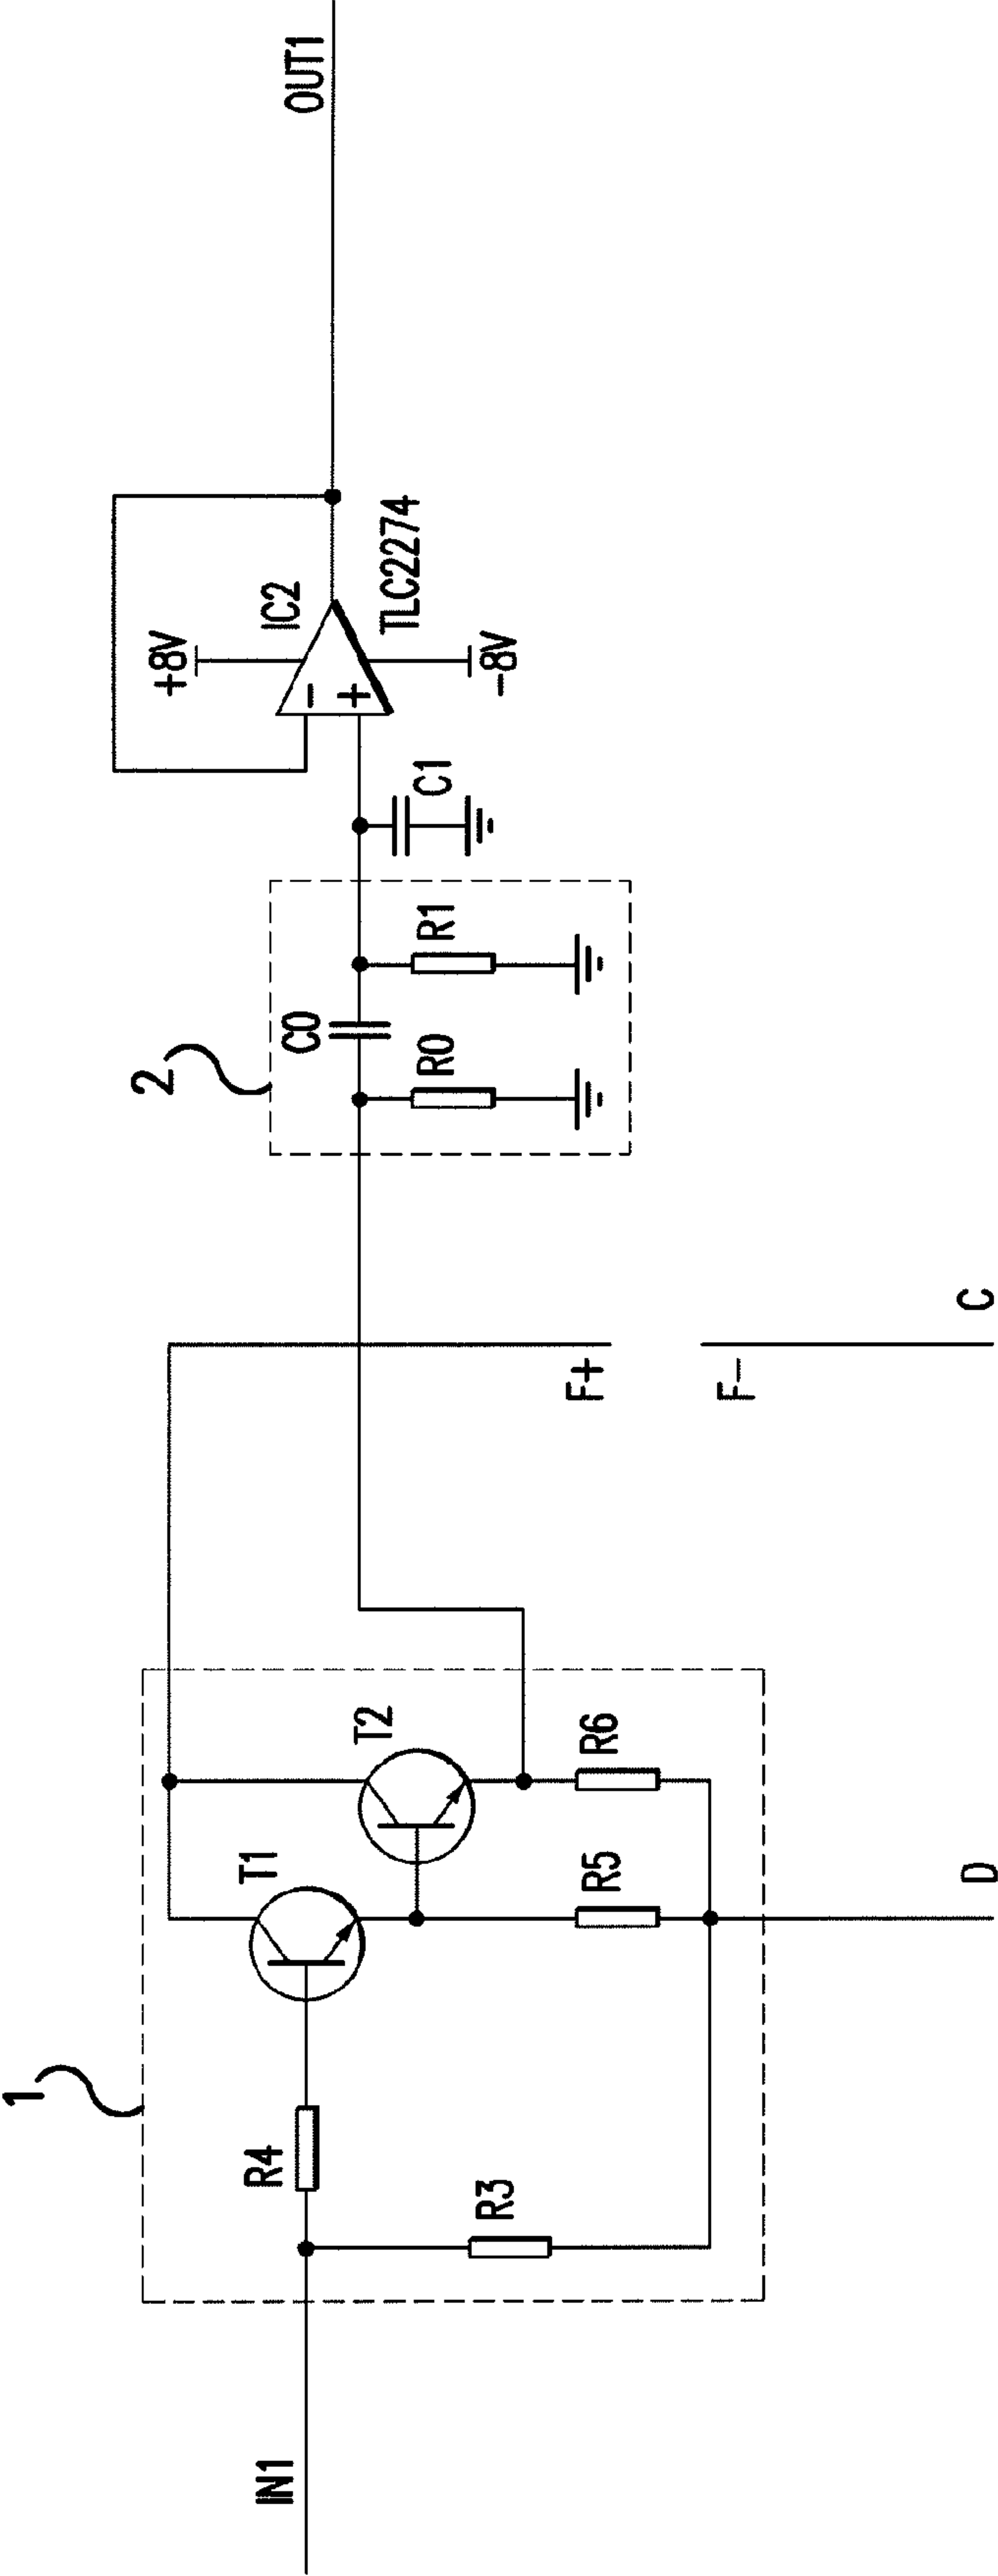 1
2
IN1
R4
R3
T1
T2
R5
R6
D
F+
F-
C
C0
R0
R1
C1
+8V
IC2
-
+
TLC2274
-8V
OUT1